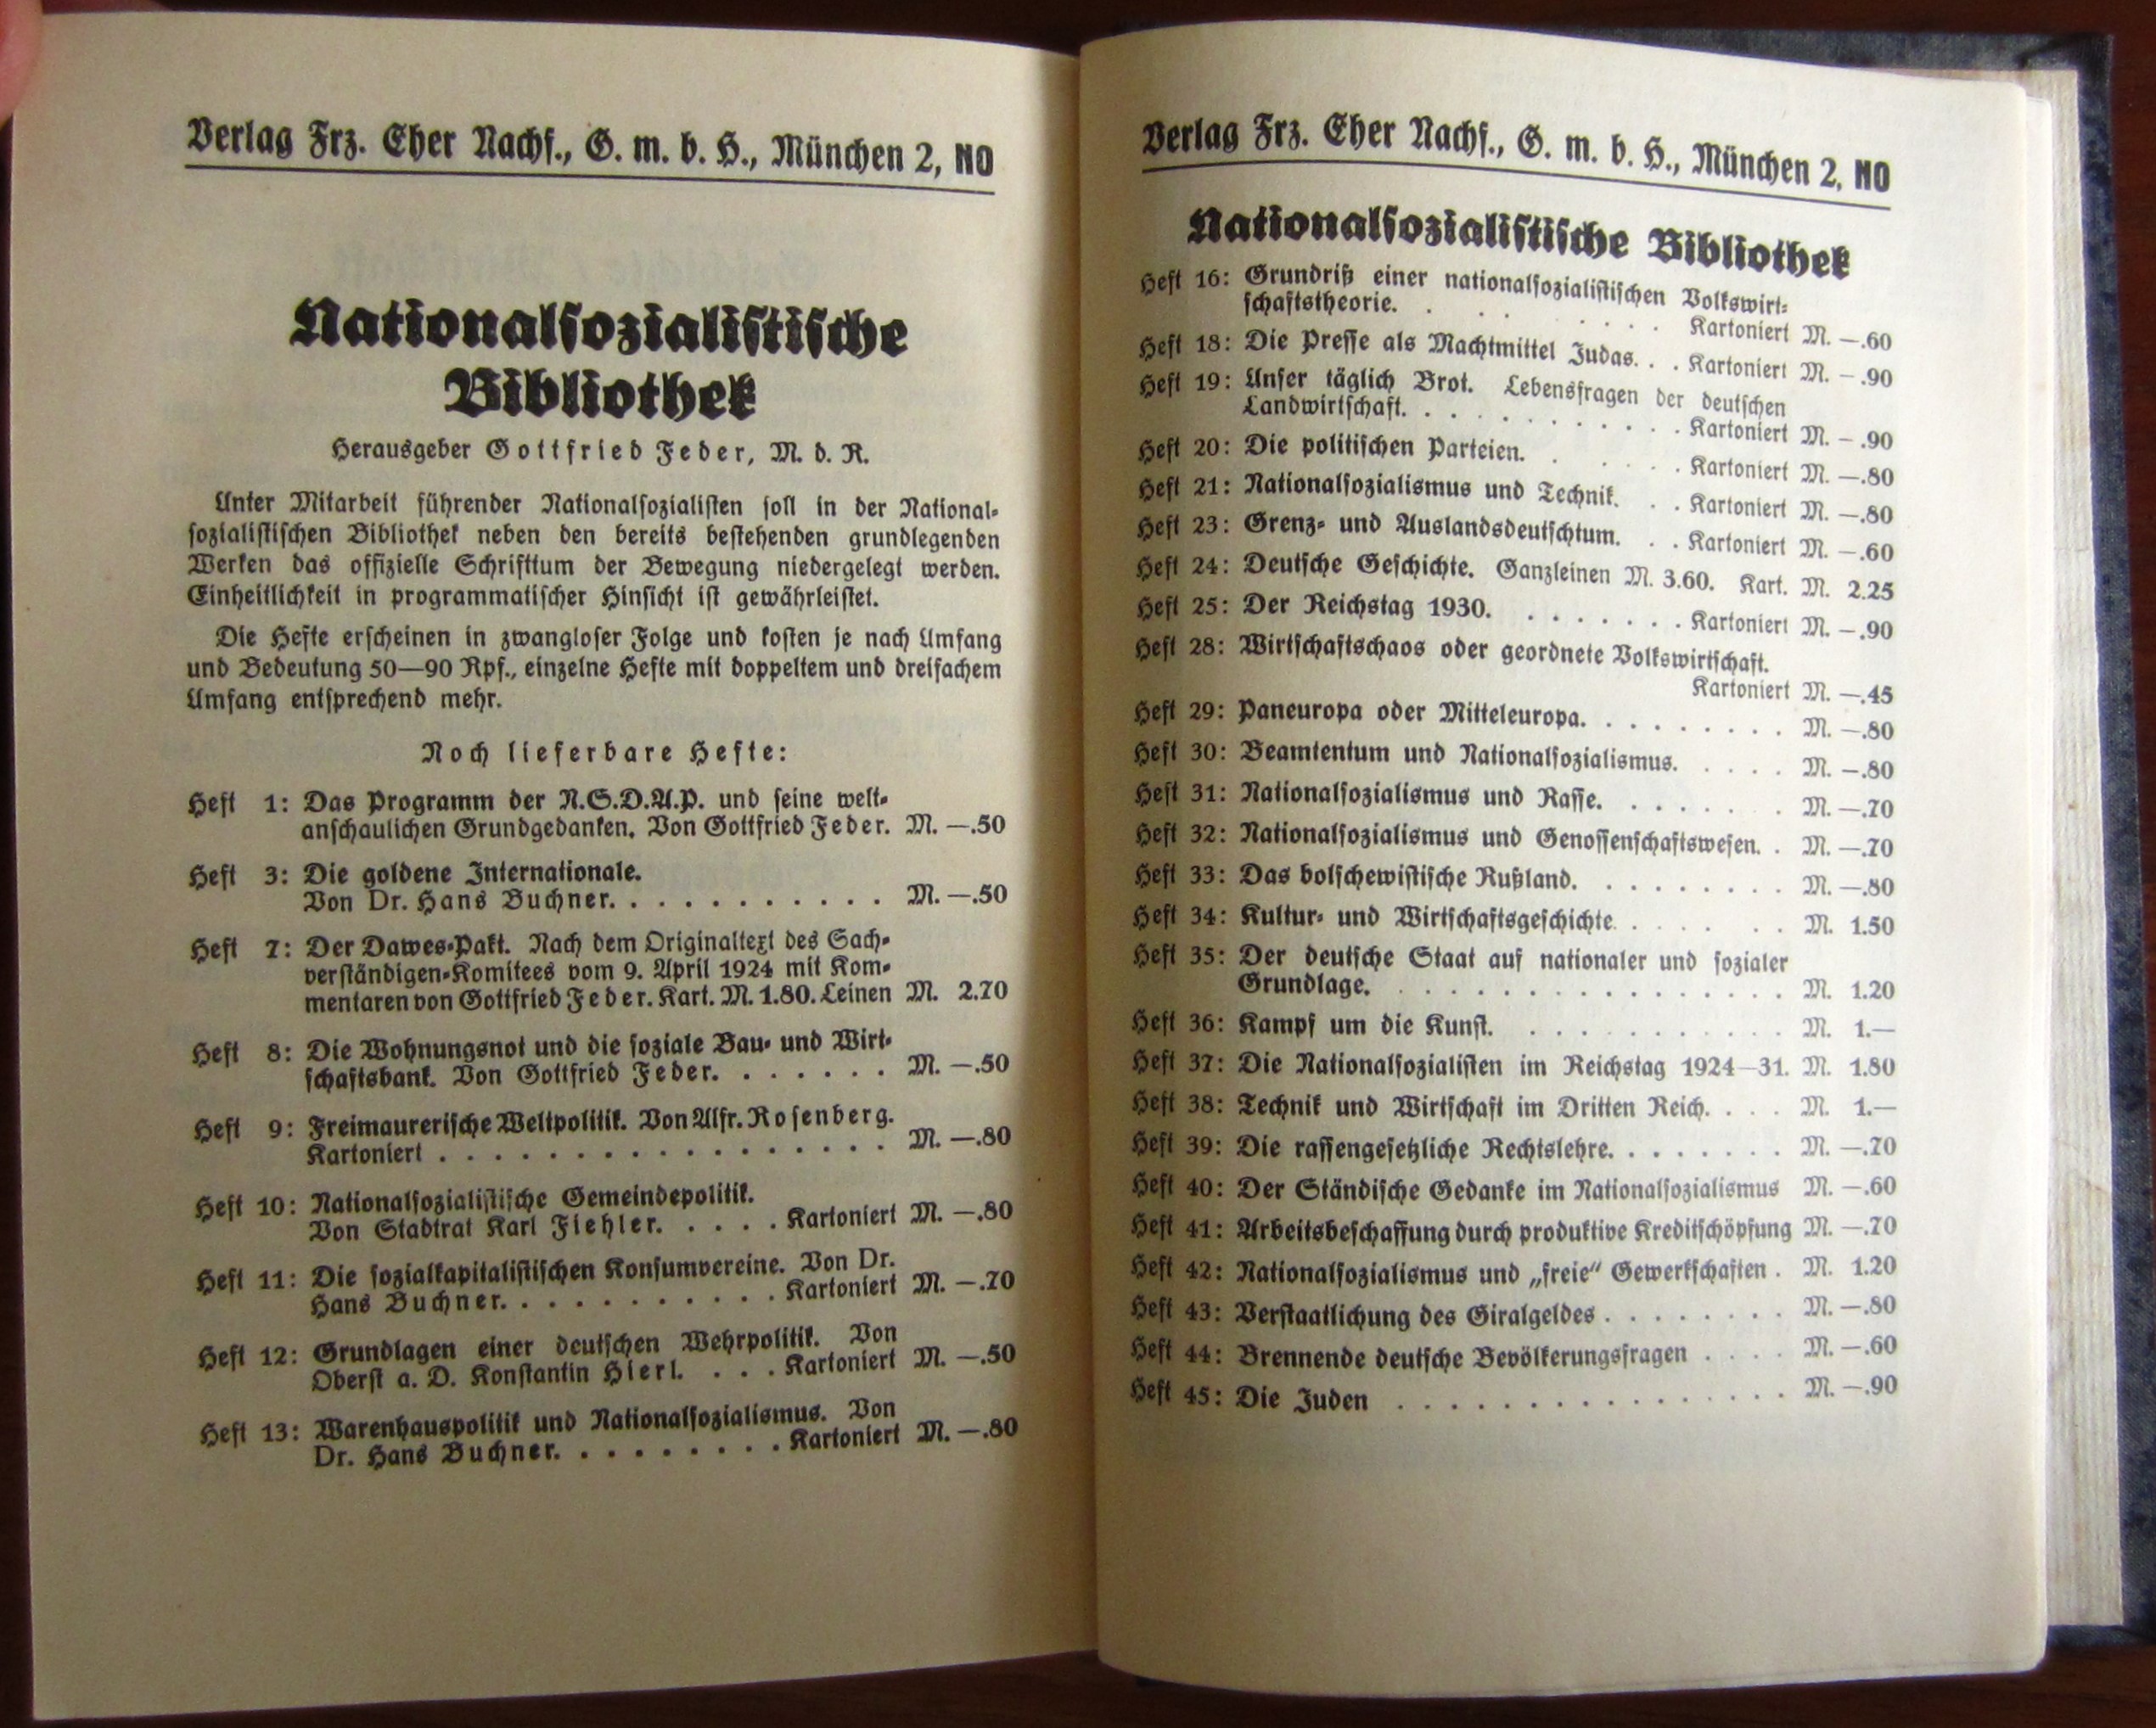 Verlag Frz. Eher Nachf., G. m. b. H., München 2, NO
Nationalsozialistische
Bibliothek
Herausgeber Gottfried Feder, M. d. R.
Unter Mitarbeit führender Nationalsozialisten soll in der National-
sozialistischen Bibliothek neben den bereits bestehenden grundlegenden
Werken das offizielle Schrifttum der Bewegung niedergelegt werden.
Einheitlichkeit in programmatischer Hinsicht ist gewährleistet.
Die Hefte erscheinen in zwangloser Folge und kosten je nach Umfang
und Bedeutung 50—90 Rpf., einzelne Hefte mit doppeltem und dreifachem
Umfang entsprechend mehr.
Noch lieferbare Hefte:
Heft 1: Das Programm der N.S.D.A.P. und seine welt-
anschaulichen Grundgedanken. Von Gottfried Feder. M. —.50
Heft 3: Die goldene Internationale.
Von Dr. Hans Buchner. . . . . . . . . . . M. —.50
Heft 7: Der Dawes-Pakt. Nach dem Originaltext des Sach-
verständigen-Komitees vom 9. April 1924 mit Kom-
mentaren von Gottfried Feder. Kart. M. 1.80. Leinen M. 2.70
Heft 8: Die Wohnungsnot und die soziale Bau- und Wirt-
schaftsbank. Von Gottfried Feder. . . . . . . M. —.50
Heft 9: Freimaurerische Weltpolitik. Von Alfr. Rosenberg.
Kartoniert . . . . . . . . . . . . . . . . . M. —.80
Heft 10: Nationalsozialistische Gemeindepolitik.
Von Stadtrat Karl Fiehler. . . . . Kartoniert M. —.80
Heft 11: Die sozialkapitalistischen Konsumvereine. Von Dr.
Hans Buchner. . . . . . . . . . . Kartoniert M. —.70
Heft 12: Grundlagen einer deutschen Wehrpolitik. Von
Oberst a. D. Konstantin Hierl. . . . Kartoniert M. —.50
Heft 13: Warenhauspolitik und Nationalsozialismus. Von
Dr. Hans Buchner. . . . . . . . . Kartoniert M. —.80
Verlag Frz. Eher Nachf., G. m. b. H., München 2, NO
Nationalsozialistische Bibliothek
Heft 16: Grundriß einer nationalsozialistischen Volkswirt-
schaftstheorie. . . . . . . . Kartoniert M. —.60
Heft 18: Die Presse als Machtmittel Judas. . . Kartoniert M. —.90
Heft 19: Unser täglich Brot. Lebensfragen der deutschen
Landwirtschaft. . . . . . . . . . . Kartoniert M. —.90
Heft 20: Die politischen Parteien. . . . . . Kartoniert M. —.80
Heft 21: Nationalsozialismus und Technik. . . Kartoniert M. —.80
Heft 23: Grenz- und Auslandsdeutschtum. . . Kartoniert M. —.60
Heft 24: Deutsche Geschichte. Ganzleinen M. 3.60. Kart. M. 2.25
Heft 25: Der Reichstag 1930. . . . . . . . Kartoniert M. —.90
Heft 28: Wirtschaftschaos oder geordnete Volkswirtschaft.
Kartoniert M. —.45
Heft 29: Paneuropa oder Mitteleuropa. . . . . . . . . M. —.80
Heft 30: Beamtentum und Nationalsozialismus. . . . . M. —.80
Heft 31: Nationalsozialismus und Rasse. . . . . . . . M. —.70
Heft 32: Nationalsozialismus und Genossenschaftswesen. . M. —.70
Heft 33: Das bolschewistische Rußland. . . . . . . . . M. —.80
Heft 34: Kultur- und Wirtschaftsgeschichte . . . . . . M. 1.50
Heft 35: Der deutsche Staat auf nationaler und sozialer
Grundlage. . . . . . . . . . . . . . . . M. 1.20
Heft 36: Kampf um die Kunst. . . . . . . . . . . M. 1.—
Heft 37: Die Nationalsozialisten im Reichstag 1924—31. M. 1.80
Heft 38: Technik und Wirtschaft im Dritten Reich. . . . M. 1.—
Heft 39: Die rassengesetzliche Rechtslehre. . . . . . . M. —.70
Heft 40: Der Ständische Gedanke im Nationalsozialismus M. —.60
Heft 41: Arbeitsbeschaffung durch produktive Kreditschöpfung M. —.70
Heft 42: Nationalsozialismus und „freie“ Gewerkschaften . M. 1.20
Heft 43: Verstaatlichung des Giralgeldes . . . . . . . . M. —.80
Heft 44: Brennende deutsche Bevölkerungsfragen . . . . M. —.60
Heft 45: Die Juden . . . . . . . . . . . . . . . M. —.90